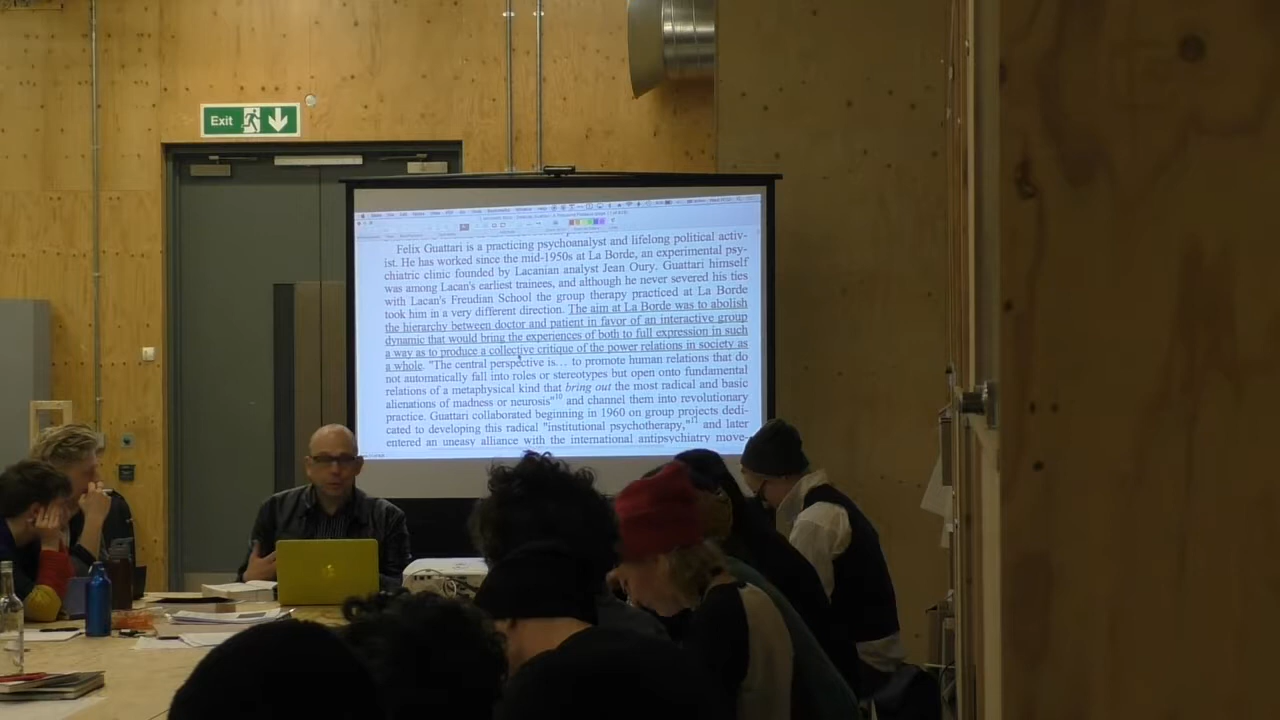 Exit
Felix Guattari is a practicing psychoanalyst and lifelong political activ-
ist. He has worked since the mid-1950s at La Borde, an experimental psy-
chiatric clinic founded by Lacanian analyst Jean Oury. Guattari himself
was among Lacan's earliest trainees, and although he never severed his ties
with Lacan's Freudian School the group therapy practiced at La Borde
took him in a very different direction. The aim at La Borde was to abolish
the hierarchy between doctor and patient in favor of an interactive group
dynamic that would bring the experiences of both to full expression in such
a way as to produce a collective critique of the power relations in society as
a whole. "The central perspective is... to promote human relations that do
not automatically fall into roles or stereotypes but open onto fundamental
relations of a metaphysical kind that bring out the most radical and basic
alienations of madness or neurosis"10 and channel them into revolutionary
practice. Guattari collaborated beginning in 1960 on group projects dedi-
cated to developing this radical "institutional psychotherapy,"11 and later
entered an uneasy alliance with the international antipsychiatry move-